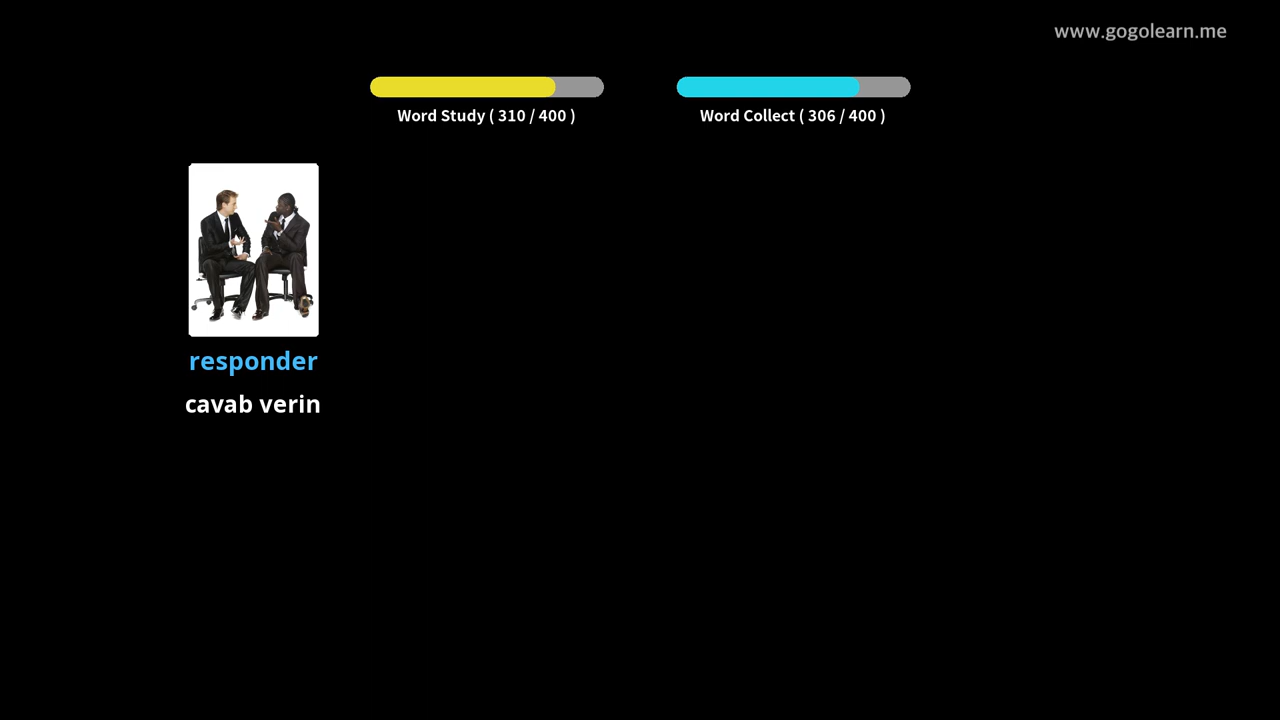 www.gogolearn.me
Word Study ( 310 / 400 )
Word Collect ( 306 / 400 )
responder
cavab verin